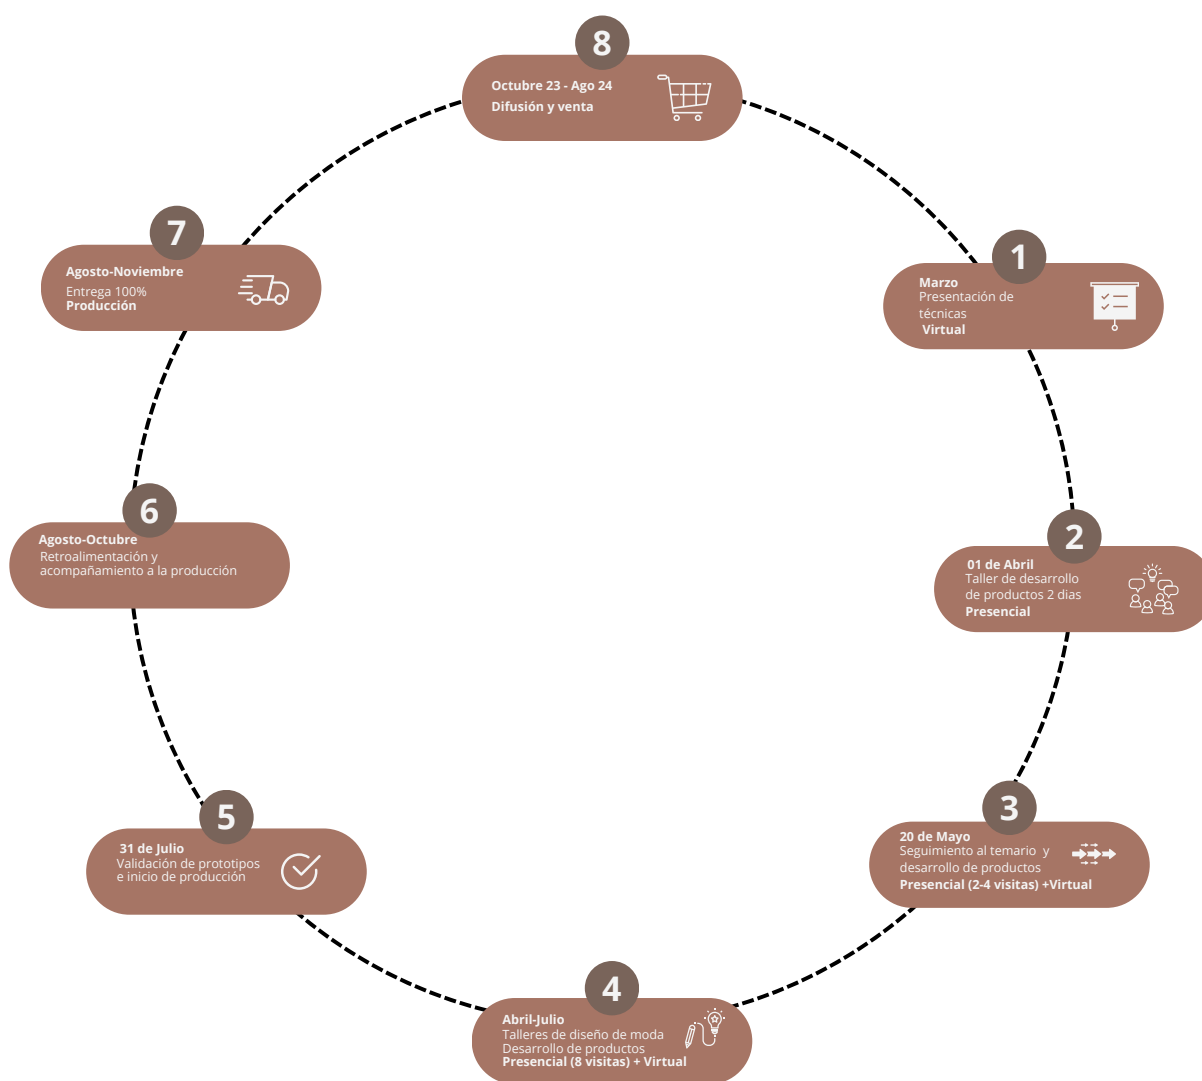 8
Octubre 23 - Ago 24
Difusión y venta
1
Marzo
Presentación de
técnicas
Virtual
2
01 de Abril
Taller de desarrollo
de productos 2 dias
Presencial
3
20 de Mayo
Seguimiento al temario y
desarrollo de productos
Presencial (2-4 visitas) +Virtual
4
Abril-Julio
Talleres de diseño de moda
Desarrollo de productos
Presencial (8 visitas) + Virtual
5
31 de Julio
Validación de prototipos
e inicio de producción
6
Agosto-Octubre
Retroalimentación y
acompañamiento a la producción
7
Agosto-Noviembre
Entrega 100%
Producción